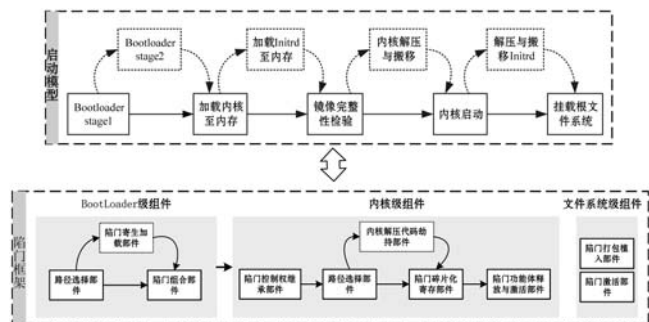 启动模型
Bootloader
stage2
加载Initrd
至内存
内核解压
与搬移
解压与搬
移Initrd
Bootloader
stage1
加载内核
至内存
镜像完整
性检验
内核启动
挂载根文
件系统
陷门框架
BootLoader级组件
内核级组件
文件系统级组件
陷门寄生加
载部件
路径选择部
件
陷门组合部
件
内核解压代码劫
持部件
陷门控制权继
承部件
路径选择部
件
陷门碎片化
寄存部件
陷门功能体释
放与激活部件
陷门打包植
入部件
陷门激活部
件